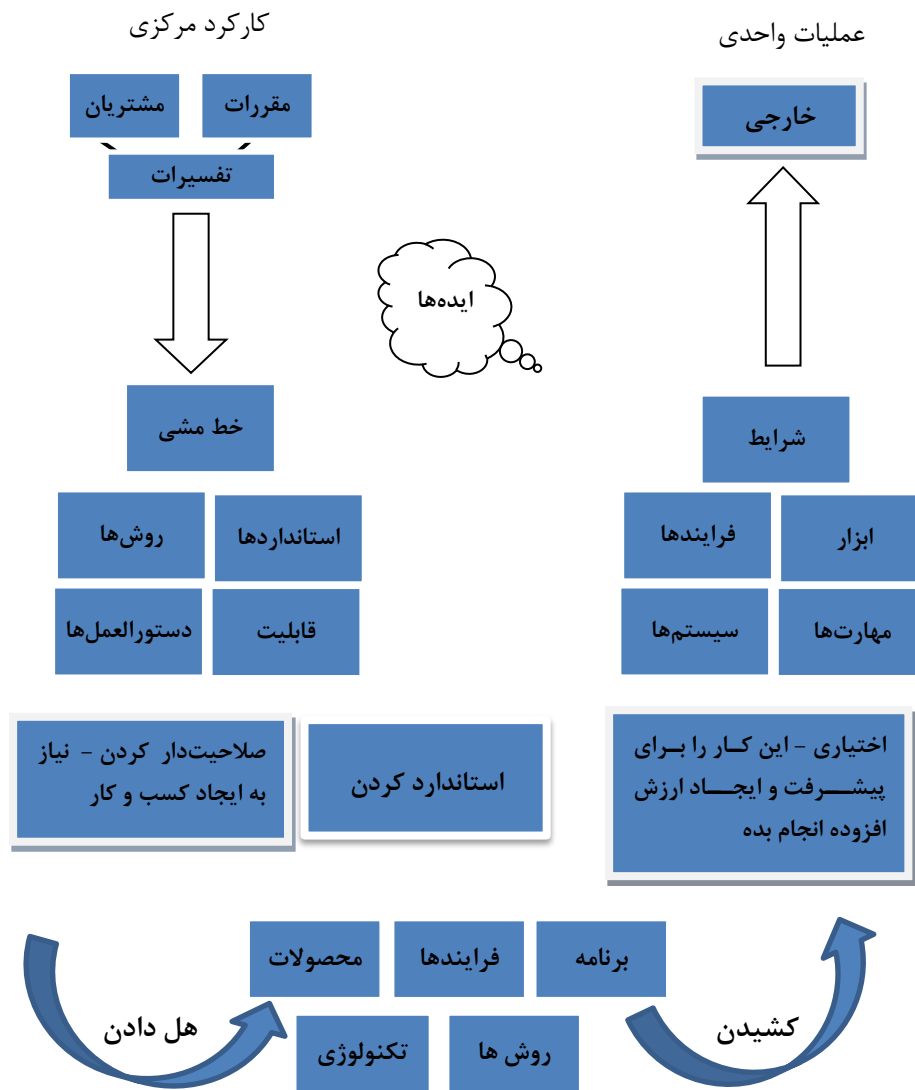 عملیات واحدی
کارکرد مرکزی
خارجی
مقررات
مشتریان
تفسیرات
ایده‌ها
شرایط
خط مشی
ابزار
فرایندها
استانداردها
روش‌ها
مهارت‌ها
سیستم‌ها
قابلیت
دستورالعمل‌ها
اختیاری - این کار را برای
پیشرفت و ایجاد ارزش
افزوده انجام بده
استاندارد کردن
صلاحیت‌دار کردن - نیاز
به ایجاد کسب و کار
برنامه
فرایندها
محصولات
کشیدن
هل دادن
روش ها
تکنولوژی